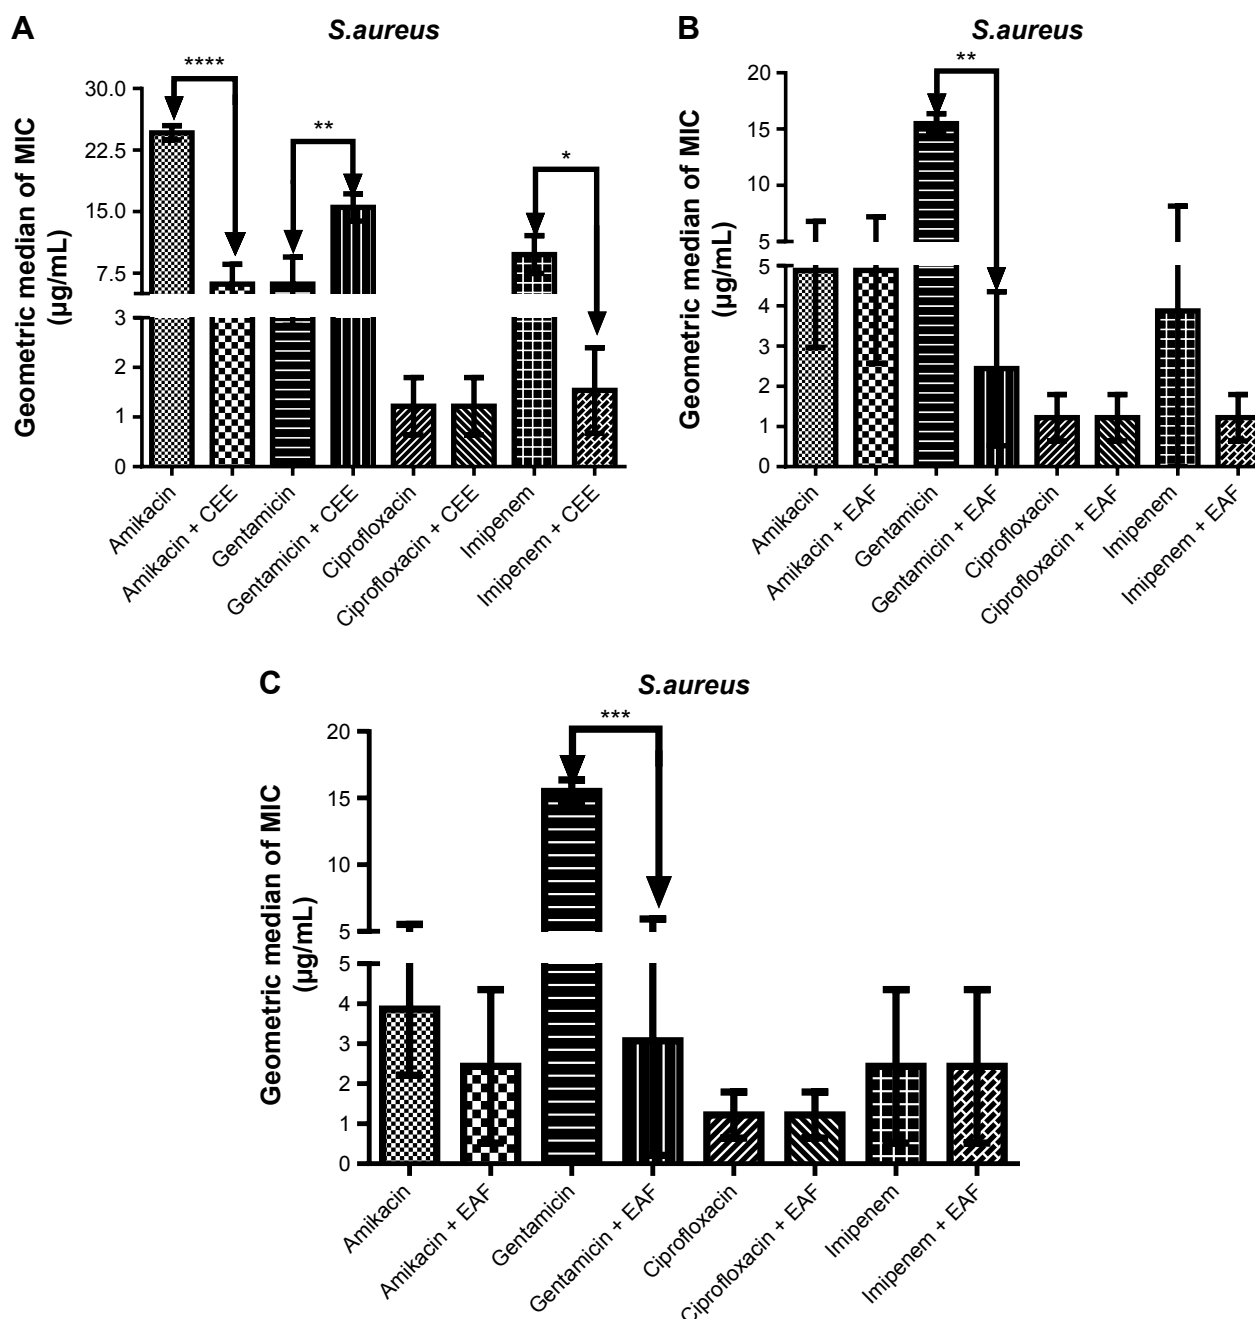 A
S.aureus
Geometric median of MIC
(µg/mL)
30.0
22.5
15.0
7.5
3
2
1
0
****
**
*
Amikacin
Amikacin + CEE
Gentamicin
Gentamicin + CEE
Ciprofloxacin
Ciprofloxacin + CEE
Imipenem
Imipenem + CEE
B
S.aureus
Geometric median of MIC
(µg/mL)
20
15
10
5
5
4
3
2
1
0
**
Amikacin
Amikacin + EAF
Gentamicin
Gentamicin + EAF
Ciprofloxacin
Ciprofloxacin + EAF
Imipenem
Imipenem + EAF
C
S.aureus
Geometric median of MIC
(µg/mL)
20
15
10
5
5
4
3
2
1
0
***
Amikacin
Amikacin + EAF
Gentamicin
Gentamicin + EAF
Ciprofloxacin
Ciprofloxacin + EAF
Imipenem
Imipenem + EAF